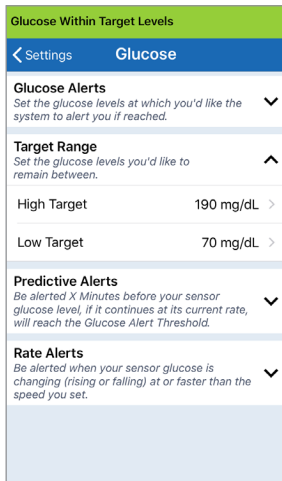 Glucose Within Target Levels
Settings
Glucose
Glucose Alerts
Set the glucose levels at which you'd like the
system to alert you if reached.
Target Range
Set the glucose levels you'd like to
remain between.
High Target 190 mg/dL
Low Target 70 mg/dL
Predictive Alerts
Be alerted X Minutes before your sensor
glucose level, if it continues at its current rate,
will reach the Glucose Alert Threshold.
Rate Alerts
Be alerted when your sensor glucose is
changing (rising or falling) at or faster than the
speed you set.